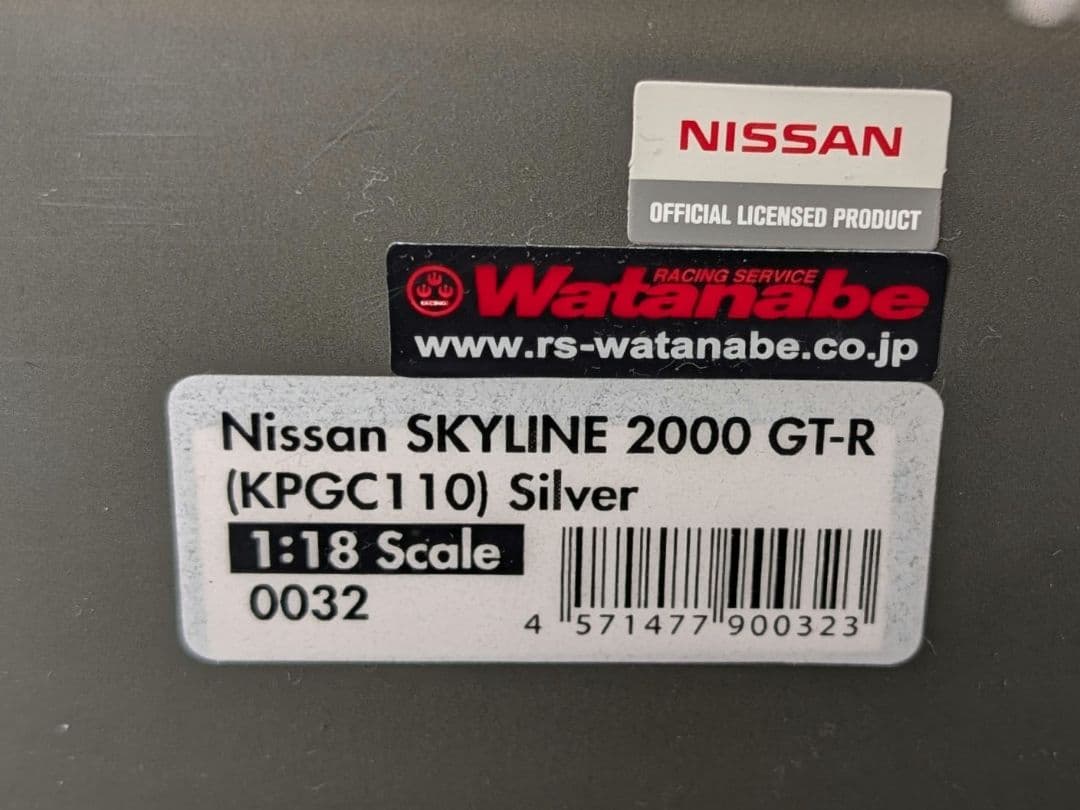 NISSAN
OFFICIAL LICENSED PRODUCT
RACING SERVICE
Watanabe
RACING
www.rs-watanabe.co.jp
Nissan SKYLINE 2000 GT-R
(KPGC110) Silver
1:18 Scale
0032
4 571477 900323